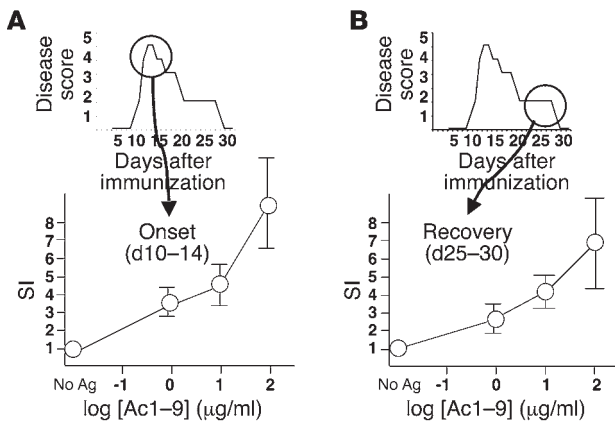 A
Disease
score
5
4
3
2
1
5 10 15 20 25 30
Days after
immunization
Onset
(d10–14)
SI
8
7
6
5
4
3
2
1
No Ag -1 0 1 2
log [Ac1–9] (μg/ml)
B
Disease
score
5
4
3
2
1
5 10 15 20 25 30
Days after
immunization
Recovery
(d25–30)
SI
8
7
6
5
4
3
2
1
No Ag -1 0 1 2
log [Ac1–9] (μg/ml)